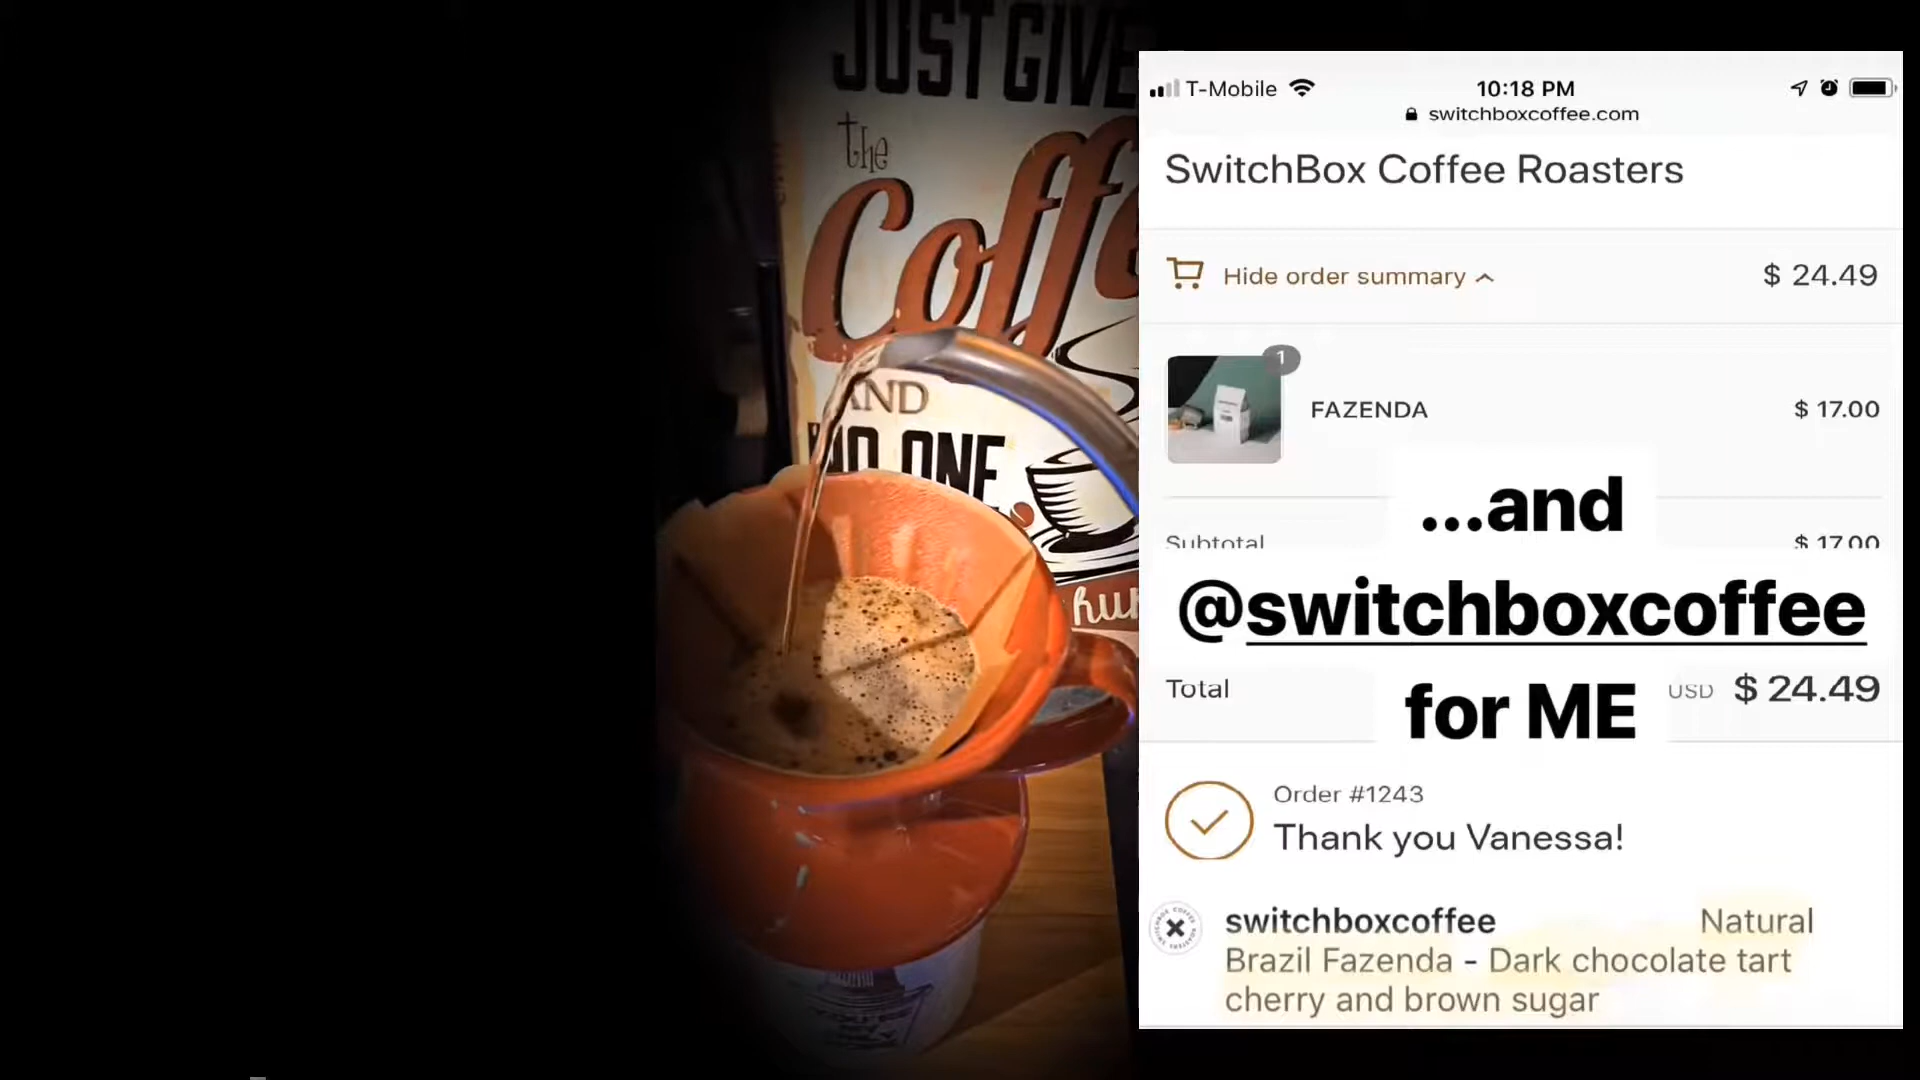 JUST GIVE
the
Coffe
AND
NO ONE
hur
T-Mobile
10:18 PM
switchboxcoffee.com
SwitchBox Coffee Roasters
Hide order summary
$ 24.49
1
FAZENDA
$ 17.00
...and
Subtotal
$ 17.00
@switchboxcoffee
Total
USD $ 24.49
for ME
Order #1243
Thank you Vanessa!
switchboxcoffee Natural
Brazil Fazenda - Dark chocolate tart
cherry and brown sugar